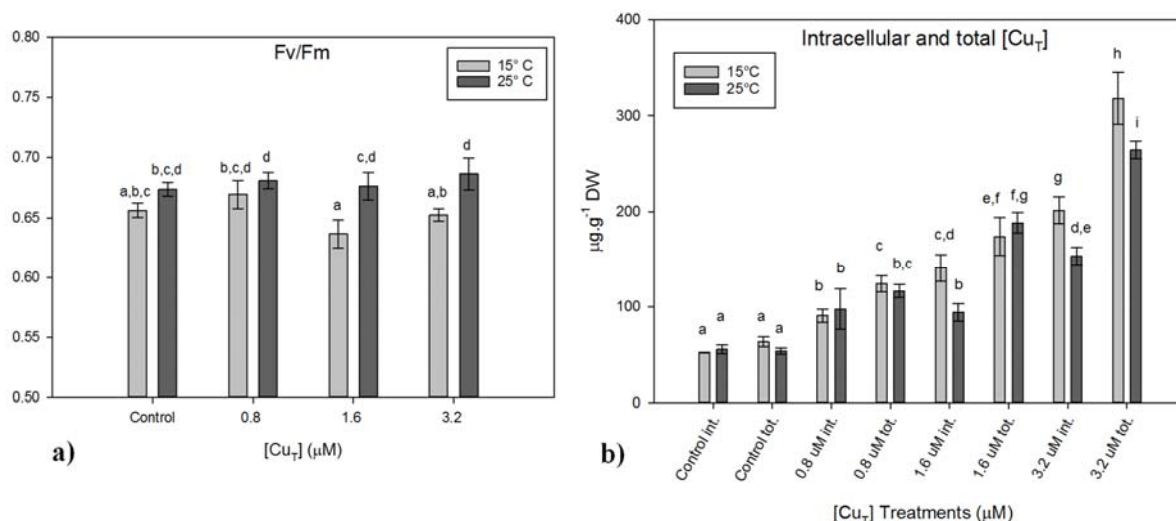 Fv/Fm
15° C
25° C
0.80
0.75
0.70
0.65
0.60
0.55
0.50
a,b,c
b,c,d
b,c,d
d
a
c,d
a,b
d
Control
0.8
1.6
3.2
[CuT] (µM)
a)
Intracellular and total [CuT]
15°C
25°C
400
300
200
100
0
µg.g-1 DW
a
a
a
a
b
b
c
b,c
c,d
b
e,f
f,g
g
d,e
h
i
Control int.
Control tot.
0.8 uM int.
0.8 uM tot.
1.6 uM int.
1.6 uM tot.
3.2 uM int.
3.2 uM tot.
[CuT] Treatments (µM)
b)